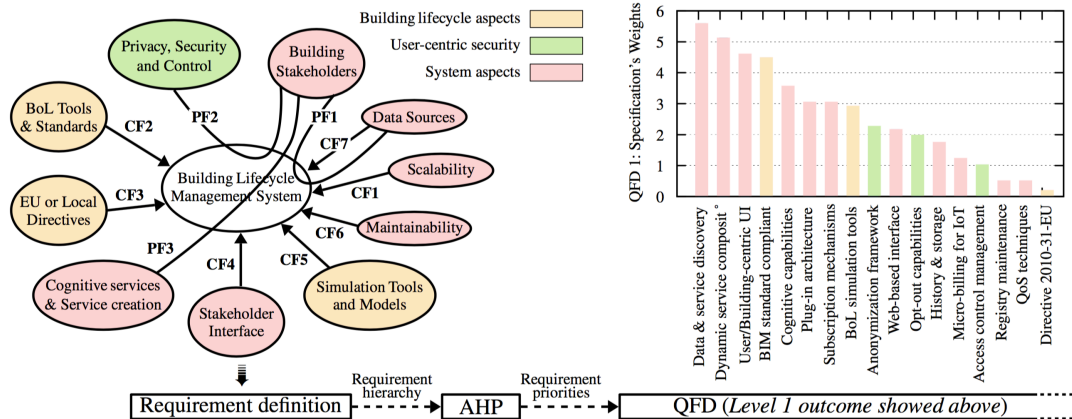 Building lifecycle aspects
User-centric security
System aspects
Privacy, Security
and Control
Building
Stakeholders
BoL Tools
& Standards
Data Sources
Scalability
EU or Local
Directives
Maintainability
Cognitive services
& Service creation
Stakeholder
Interface
Simulation Tools
and Models
Building Lifecycle
Management System
PF2
PF1
CF2
CF7
CF1
CF3
CF6
PF3
CF4
CF5
QFD 1: Specification's Weights
6
5
4
3
2
1
0
Data & service discovery
Dynamic service composit°
User/Building-centric UI
BIM standard compliant
Cognitive capabilities
Plug-in architecture
Subscription mechanisms
BoL simulation tools
Anonymization framework
Web-based interface
Opt-out capabilities
History & storage
Micro-billing for IoT
Access control management
Registry maintenance
QoS techniques
Directive 2010-31-EU
Requirement definition
Requirement
hierarchy
AHP
Requirement
priorities
QFD (Level 1 outcome showed above)